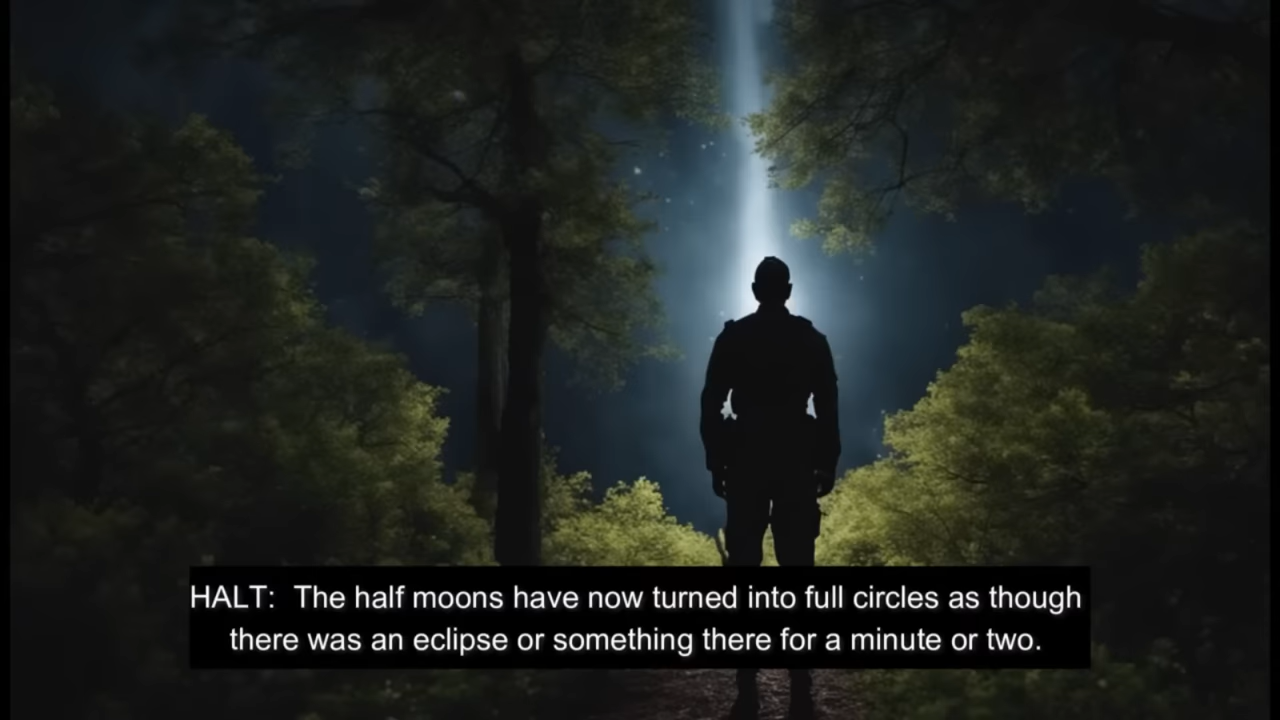 HALT:  The half moons have now turned into full circles as though
there was an eclipse or something there for a minute or two.